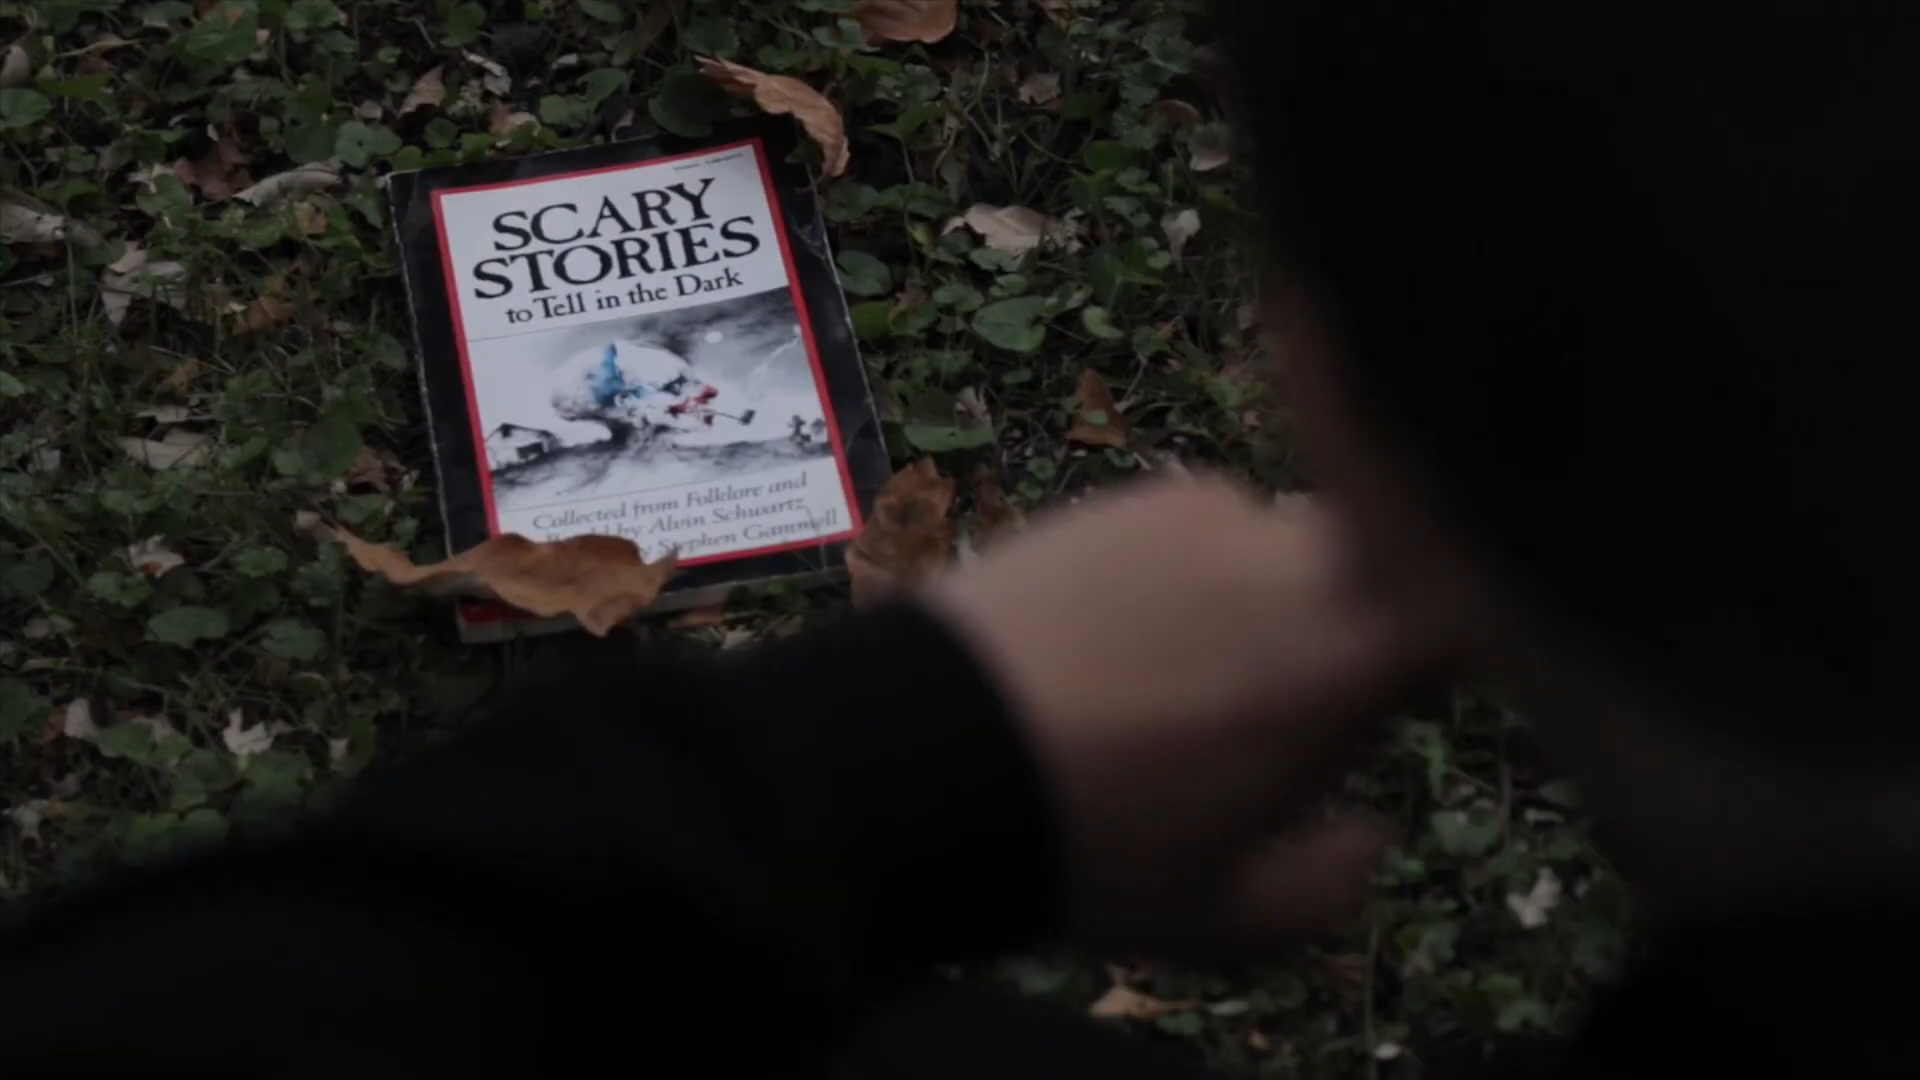 SCARY
STORIES
to Tell in the Dark
Collected from Folklore and
by Alvin Schwartz
Stephen Gammell